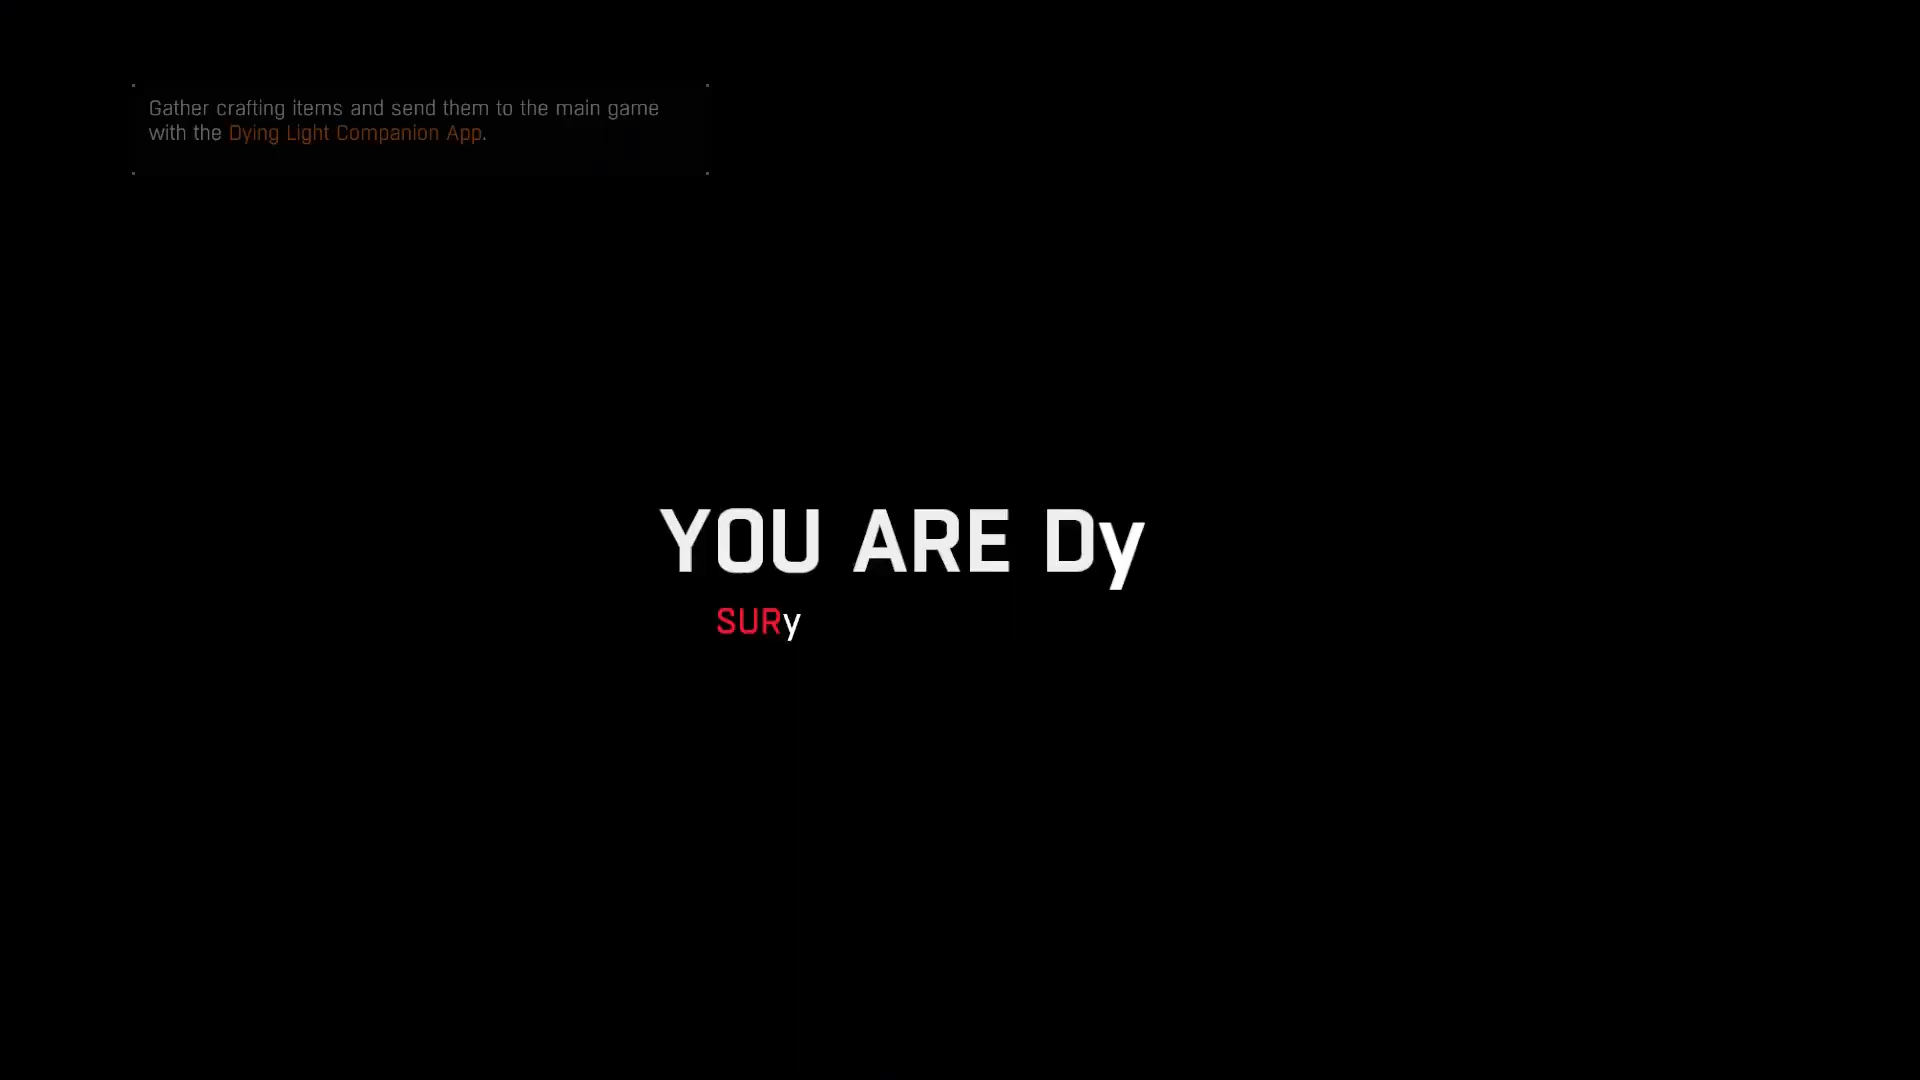 Gather crafting items and send them to the main game
with the Dying Light Companion App.
YOU ARE Dy
SURy